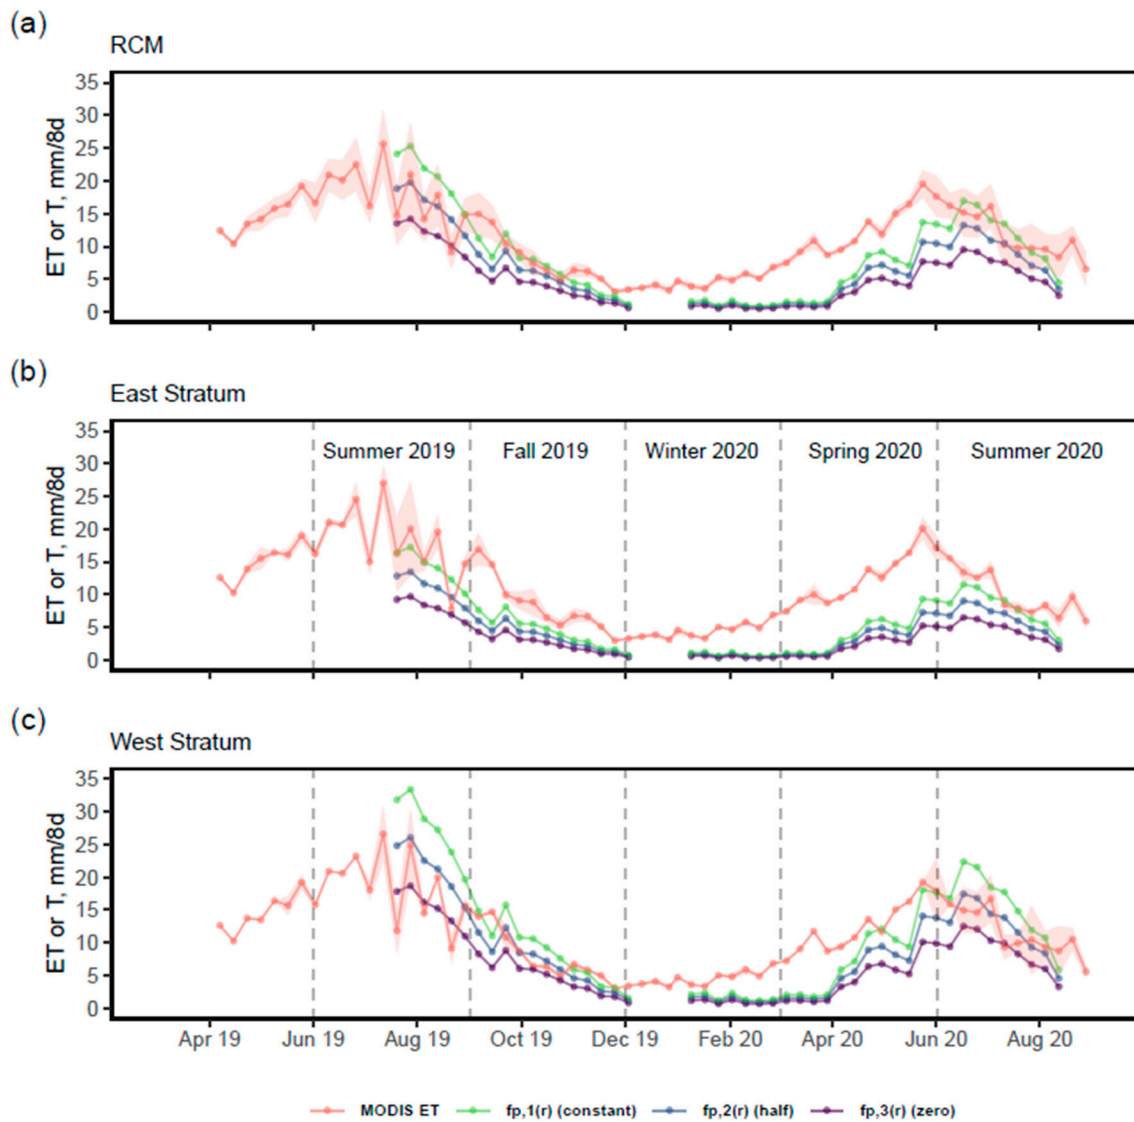 (a)
RCM
ET or T, mm/8d
35
30
25
20
15
10
5
0
(b)
East Stratum
ET or T, mm/8d
35
30
25
20
15
10
5
0
Summer 2019 Fall 2019 Winter 2020 Spring 2020 Summer 2020
(c)
West Stratum
ET or T, mm/8d
35
30
25
20
15
10
5
0
Apr 19 Jun 19 Aug 19 Oct 19 Dec 19 Feb 20 Apr 20 Jun 20 Aug 20
MODIS ET fp,1(r) (constant) fp,2(r) (half) fp,3(r) (zero)